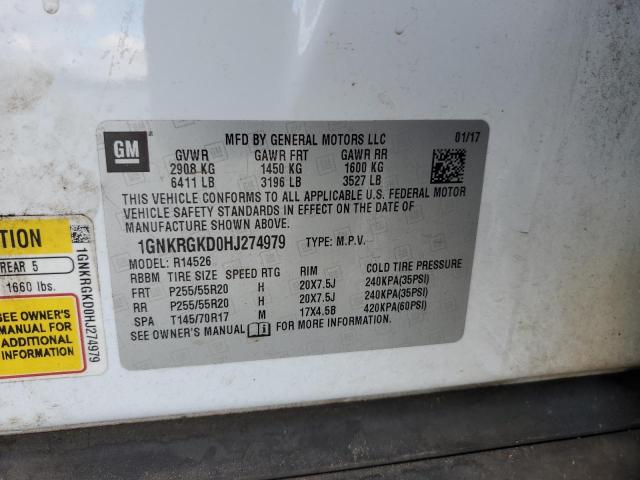 GM
MFD BY GENERAL MOTORS LLC 01/17
GVWR GAWR FRT GAWR RR
2908 KG 1450 KG 1600 KG
6411 LB 3196 LB 3527 LB
THIS VEHICLE CONFORMS TO ALL APPLICABLE U.S. FEDERAL MOTOR
VEHICLE SAFETY STANDARDS IN EFFECT ON THE DATE OF
MANUFACTURE SHOWN ABOVE.
1GNKRGKD0HJ274979 TYPE: M.P.V.
MODEL: R14526
RBBM TIRE SIZE SPEED RTG RIM COLD TIRE PRESSURE
FRT P255/55R20 H 20X7.5J 240KPA(35PSI)
RR P255/55R20 H 20X7.5J 240KPA(35PSI)
SPA T145/70R17 M 17X4.5B 420KPA(60PSI)
SEE OWNER'S MANUAL FOR MORE INFORMATION.
TION
REAR 5
1660 lbs.
SEE OWNER'S
MANUAL FOR
ADDITIONAL
INFORMATION
1GNKRGKD0HJ274979